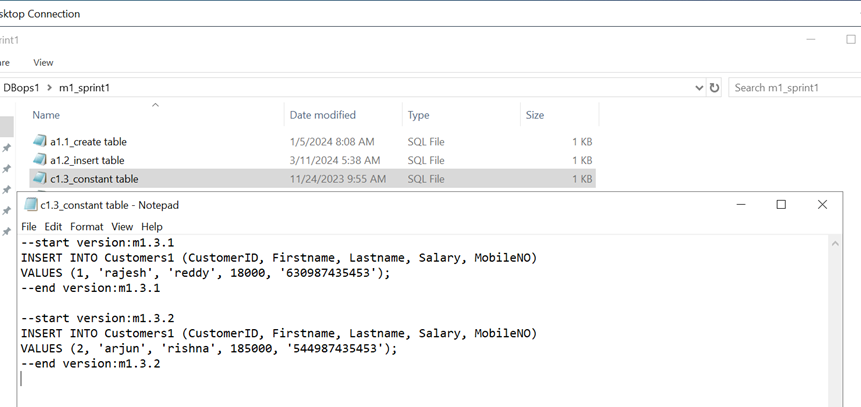 sktop Connection
rint1
are View
DBops1 > m1_sprint1
Search m1_sprint1
Name Date modified Type Size
a1.1_create table 1/5/2024 8:08 AM SQL File 1 KB
a1.2_insert table 3/11/2024 5:38 AM SQL File 1 KB
c1.3_constant table 11/24/2023 9:55 AM SQL File 1 KB
c1.3_constant table - Notepad
File Edit Format View Help
--start version:m1.3.1
INSERT INTO Customers1 (CustomerID, Firstname, Lastname, Salary, MobileNO)
VALUES (1, 'rajesh', 'reddy', 18000, '630987435453');
--end version:m1.3.1
--start version:m1.3.2
INSERT INTO Customers1 (CustomerID, Firstname, Lastname, Salary, MobileNO)
VALUES (2, 'arjun', 'rishna', 185000, '544987435453');
--end version:m1.3.2